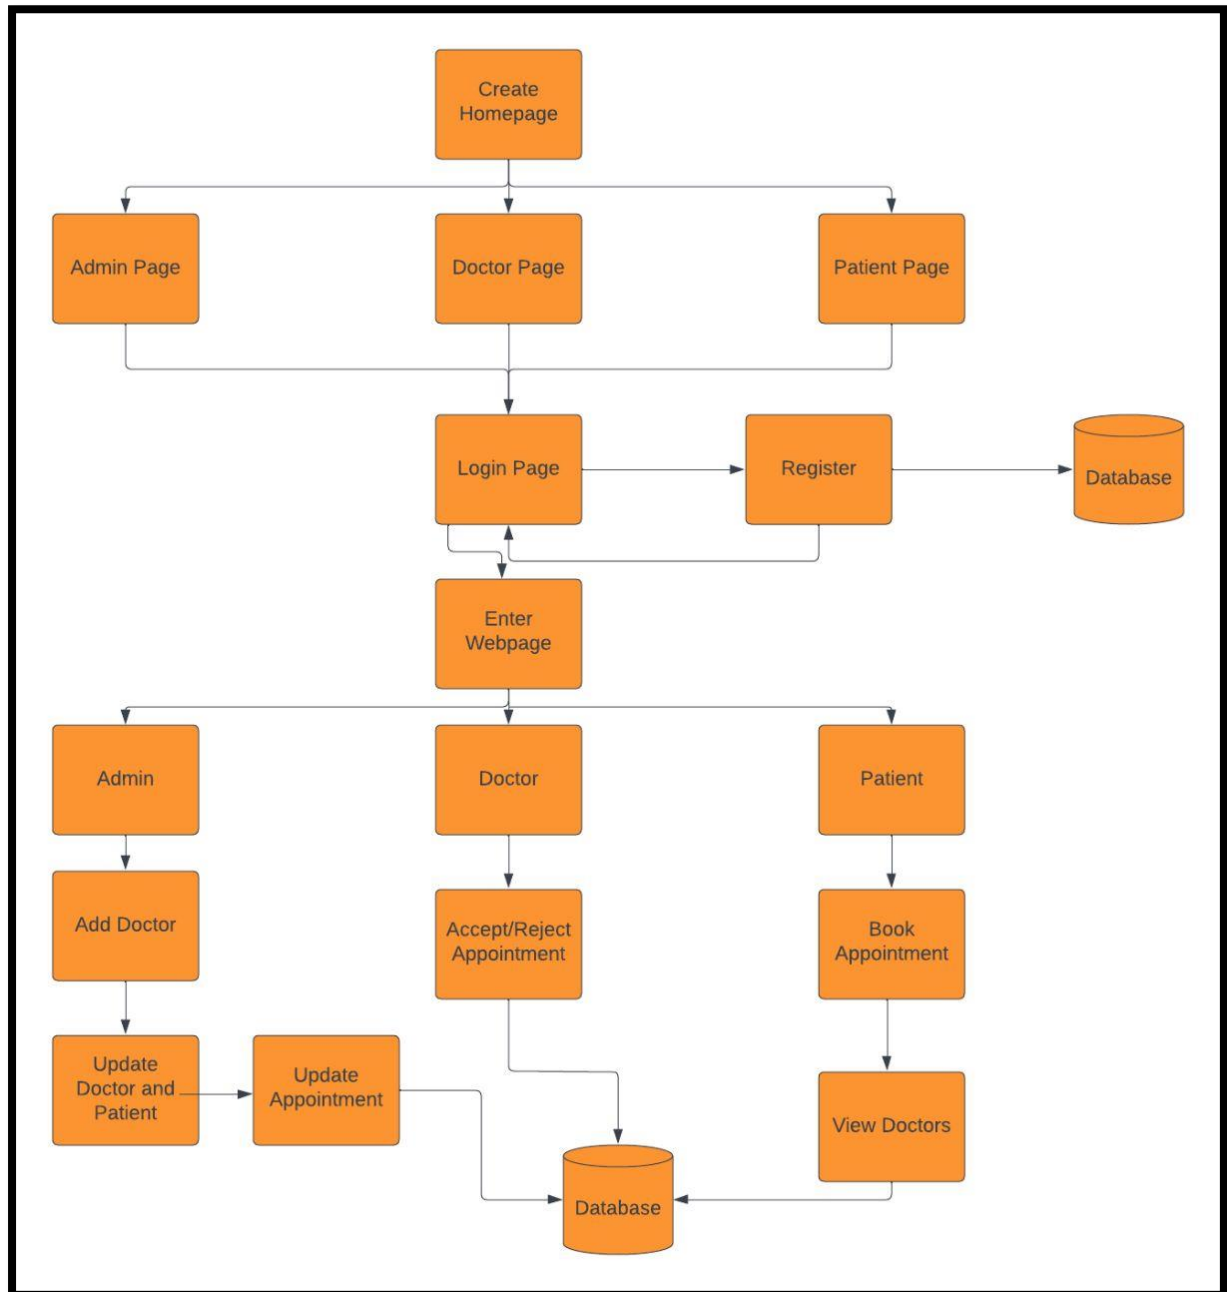 Create
Homepage
Admin Page
Doctor Page
Patient Page
Login Page
Register
Database
Enter
Webpage
Admin
Doctor
Patient
Add Doctor
Accept/Reject
Appointment
Book
Appointment
Update
Doctor and
Patient
Update
Appointment
View Doctors
Database